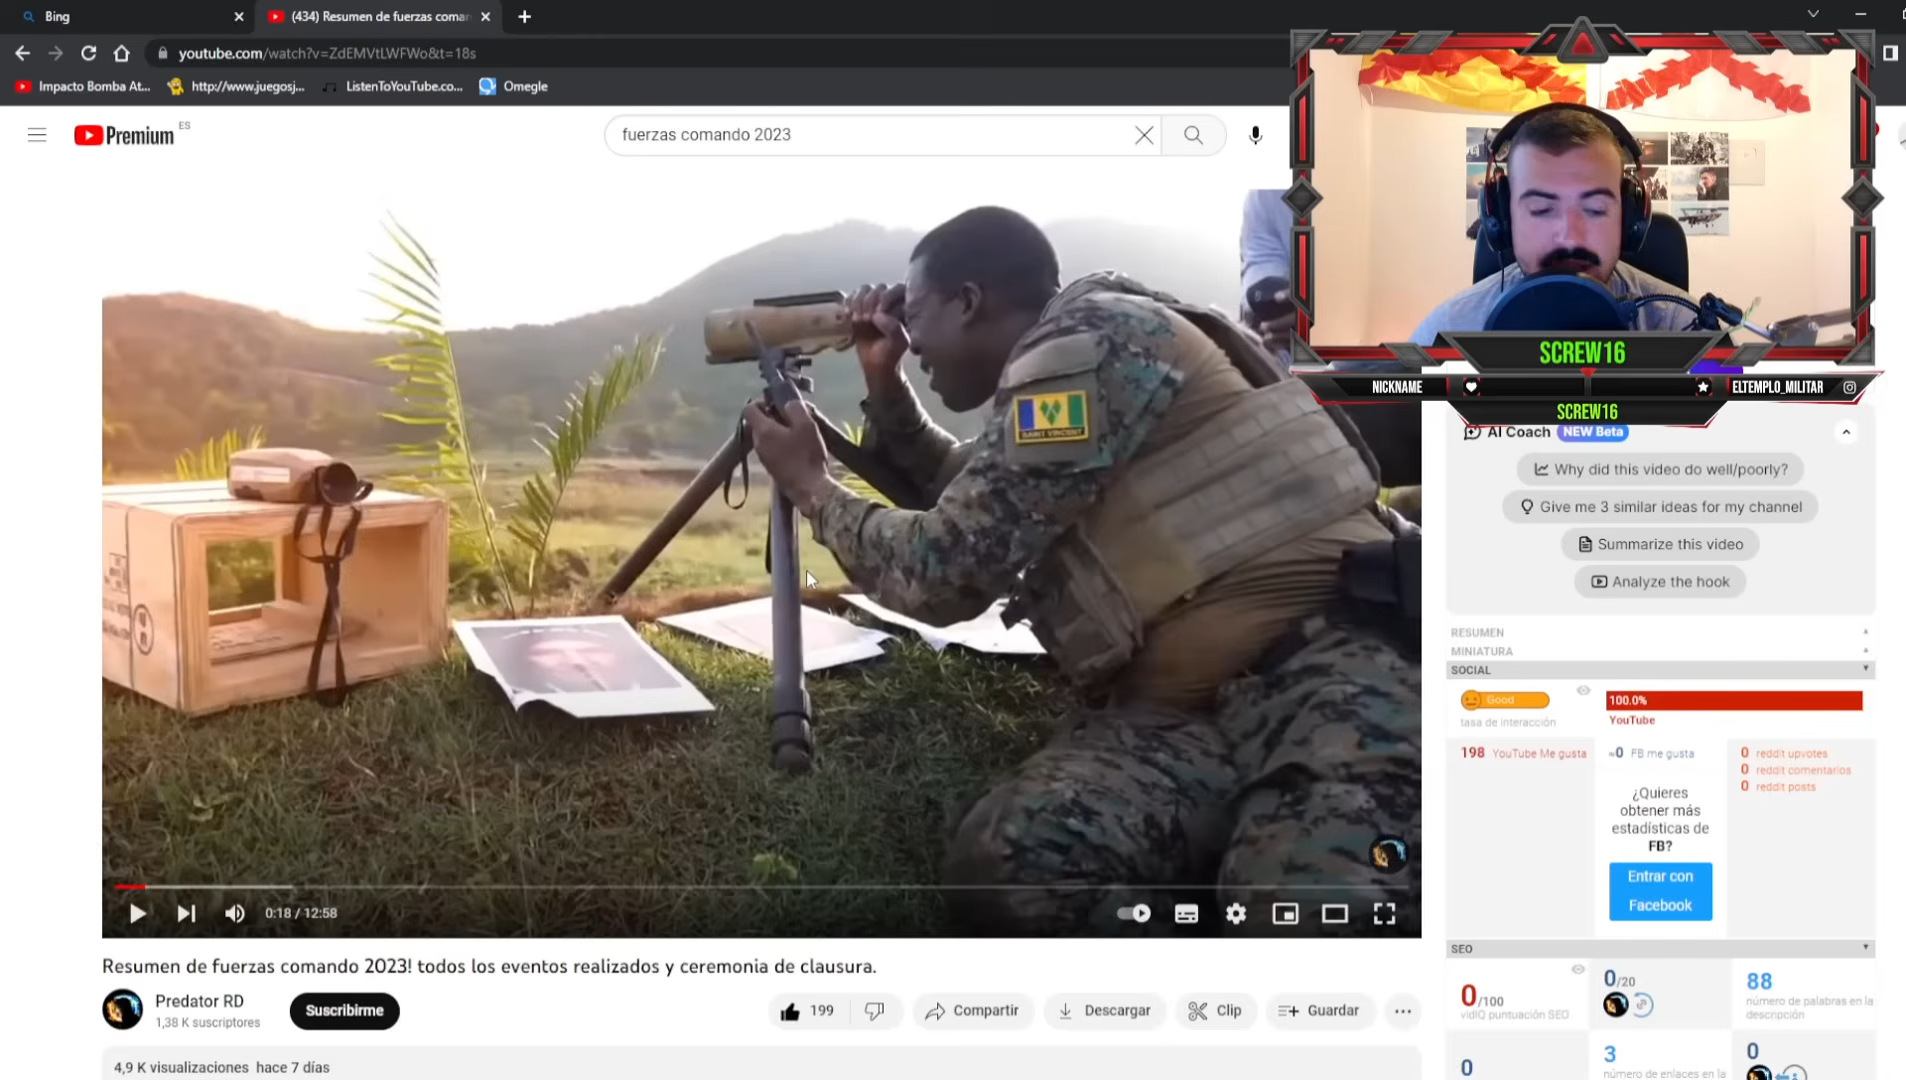 Bing
(434) Resumen de fuerzas coman
youtube.com/watch?v=ZdEMVtLWFWo&t=18s
Impacto Bomba At...
http://www.juegosj...
ListenToYouTube.co...
Omegle
Premium ES
fuerzas comando 2023
SCREW16
NICKNAME
ELTEMPLO_MILITAR
SCREW16
SAINT VINCENT
AI Coach NEW Beta
Why did this video do well/poorly?
Give me 3 similar ideas for my channel
Summarize this video
Analyze the hook
RESUMEN
MINIATURA
SOCIAL
Good
tasa de interacción
100.0%
YouTube
198 YouTube Me gusta
≈0 FB me gusta
0 reddit upvotes
0 reddit comentarios
0 reddit posts
¿Quieres
obtener más
estadísticas de
FB?
Entrar con
Facebook
0:18 / 12:58
Resumen de fuerzas comando 2023! todos los eventos realizados y ceremonia de clausura.
Predator RD
1,38 K suscriptores
Suscribirme
199
Compartir
Descargar
Clip
Guardar
4,9 K visualizaciones hace 7 días
SEO
0/100
vidIQ puntuación SEO
0/20
88
número de palabras en la
descripción
0
3
número de enlaces en la
0